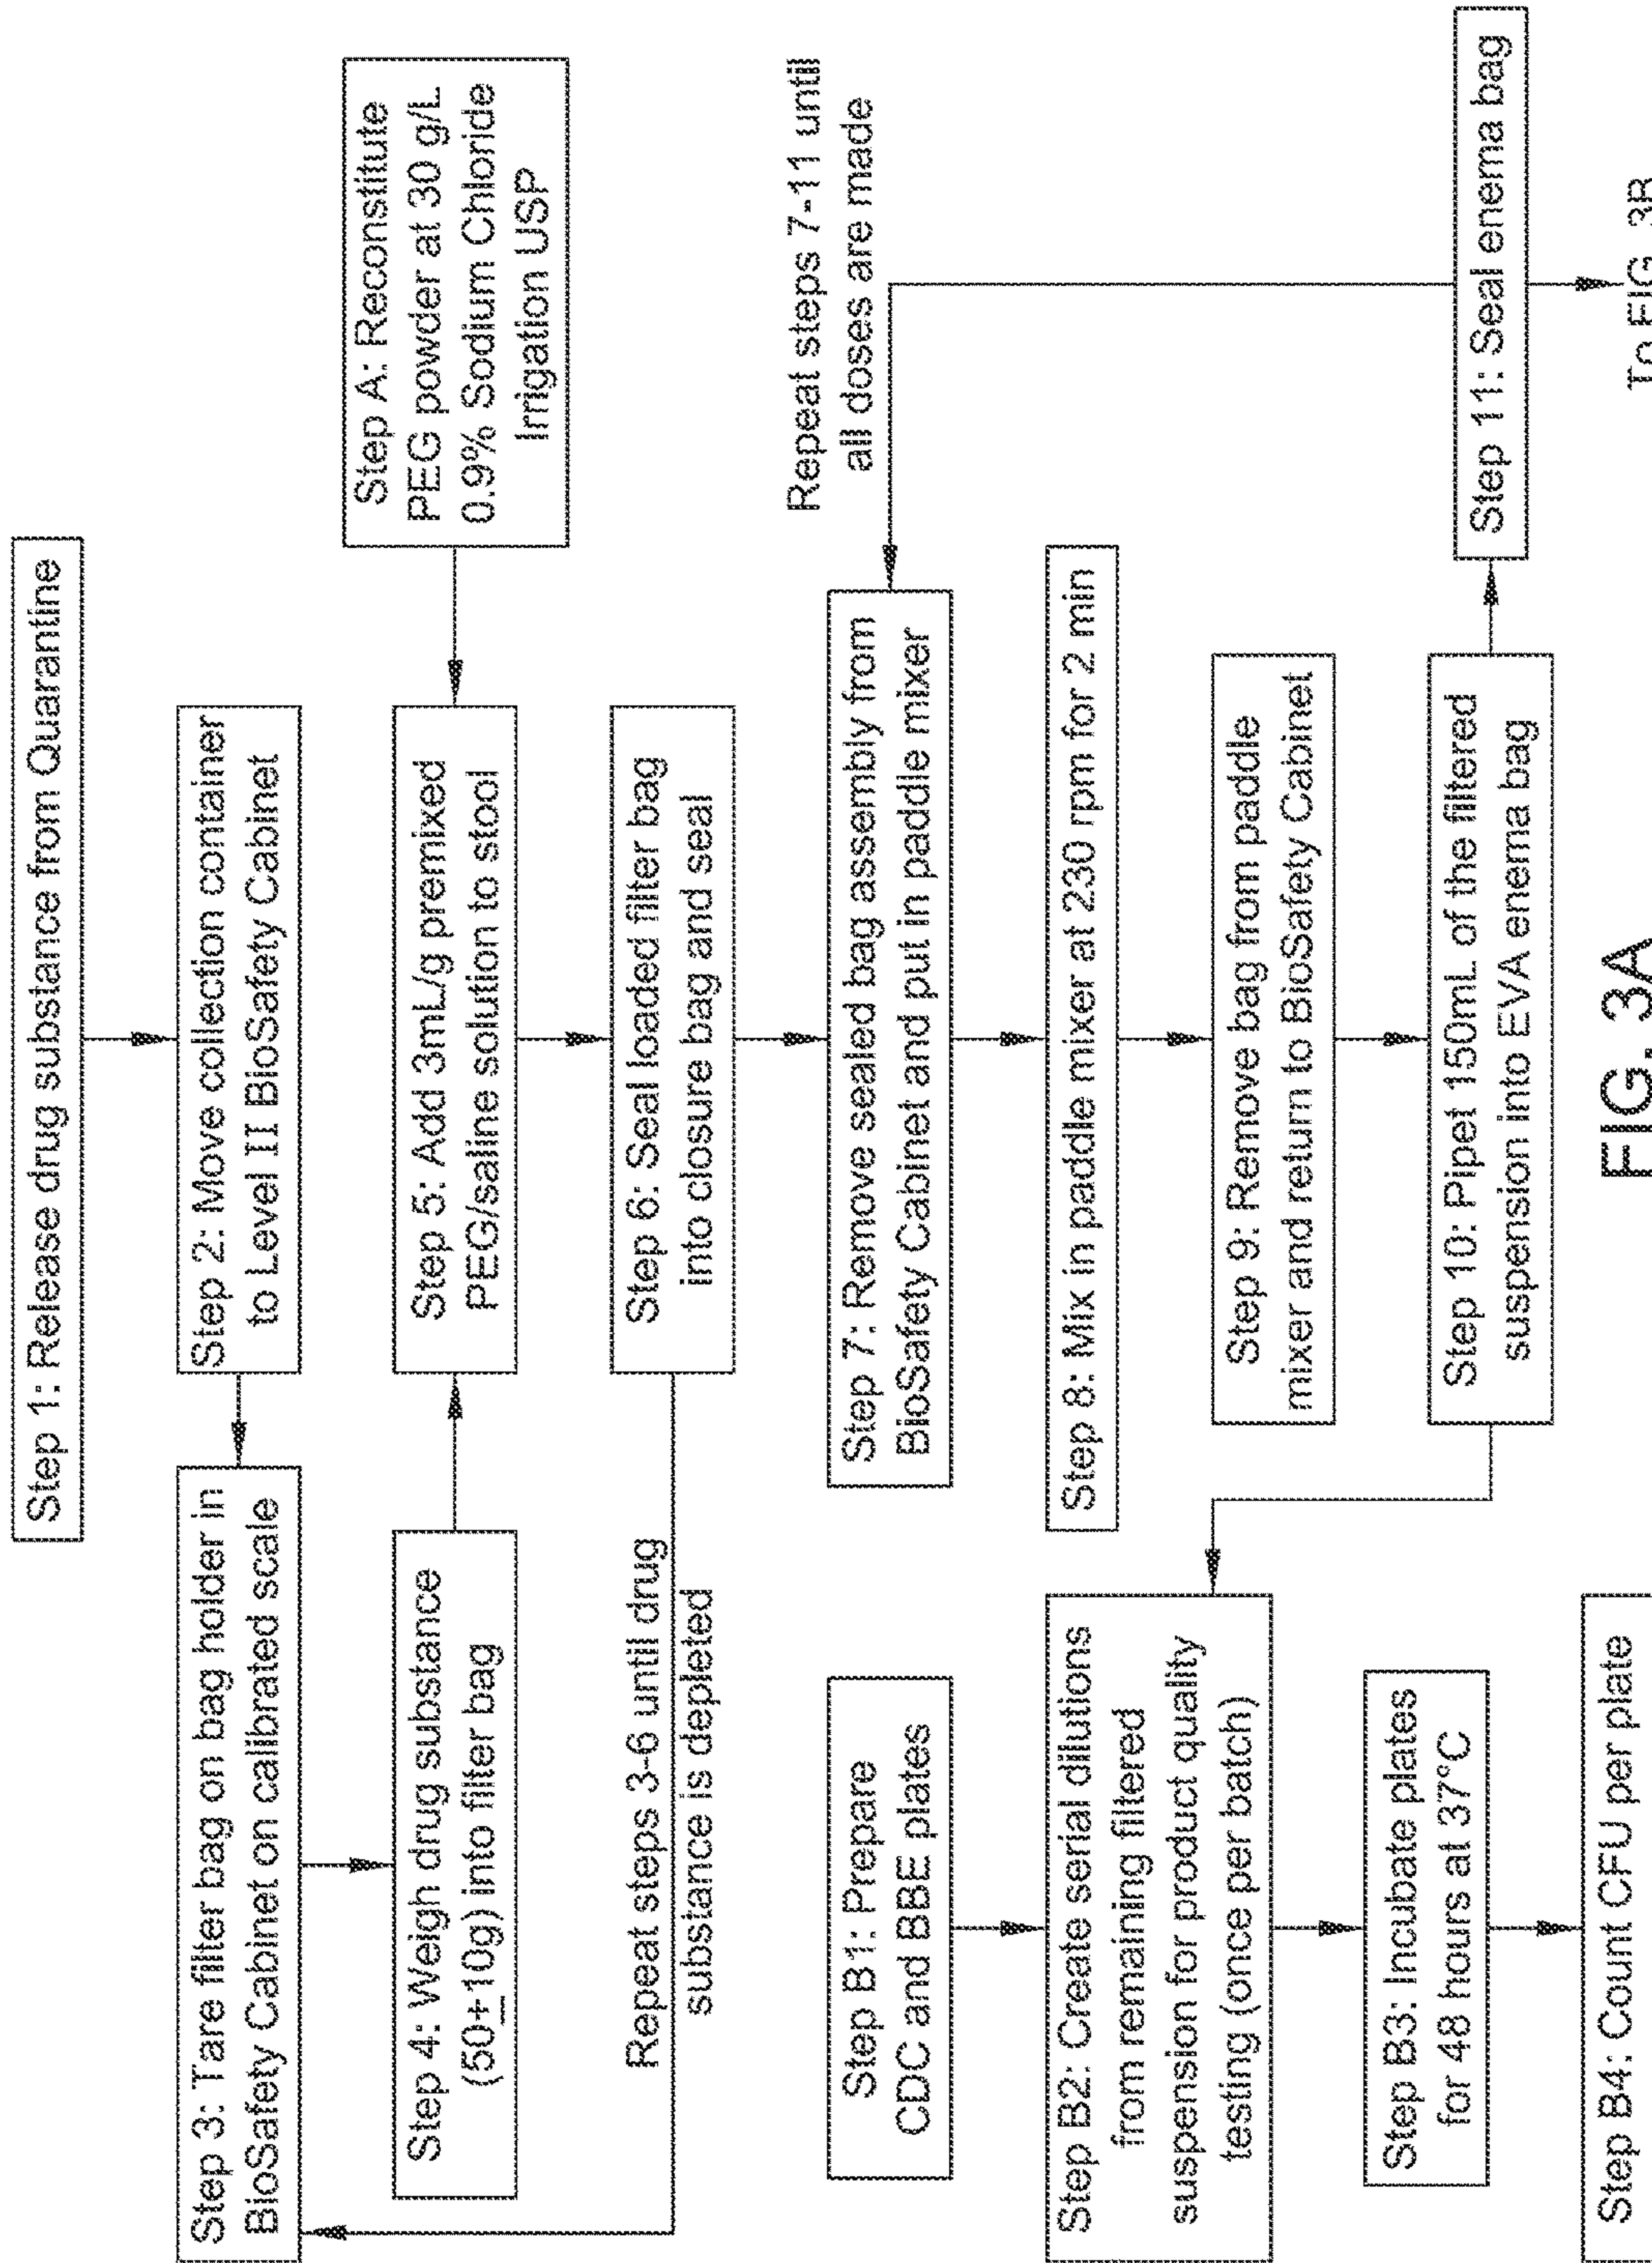 Step 1: Release drug substance from Quarantine
Step 2: Move collection container
to Level III BioSafety Cabinet
Step 3: Tare filter bag on bag holder in
BioSafety Cabinet on calibrated scale
Step 4: Weigh drug substance
(50±10g) into filter bag
Step A: Reconstitute
PEG powder at 30 g/L
0.9% Sodium Chloride
Irrigation USP
Step 5: Add 3mL/g premixed
PEG/saline solution to stool
Step 6: Seal loaded filter bag
into closure bag and seal
Repeat steps 3-6 until drug
substance is depleted
Step 7: Remove sealed bag assembly from
BioSafety Cabinet and put in paddle mixer
Repeat steps 7-11 until
all doses are made
Step 8: Mix in paddle mixer at 230 rpm for 2 min
Step 9: Remove bag from paddle
mixer and return to BioSafety Cabinet
Step 10: Pipet 150mL of the filtered
suspension into EVA enema bag
Step 11: Seal enema bag
To FIG. 3B
Step B1: Prepare
CDC and BBE plates
Step B2: Create serial dilutions
from remaining filtered
suspension for product quality
testing (once per batch)
Step B3: Incubate plates
for 48 hours at 37°C
Step B4: Count CFU per plate
FIG. 3A